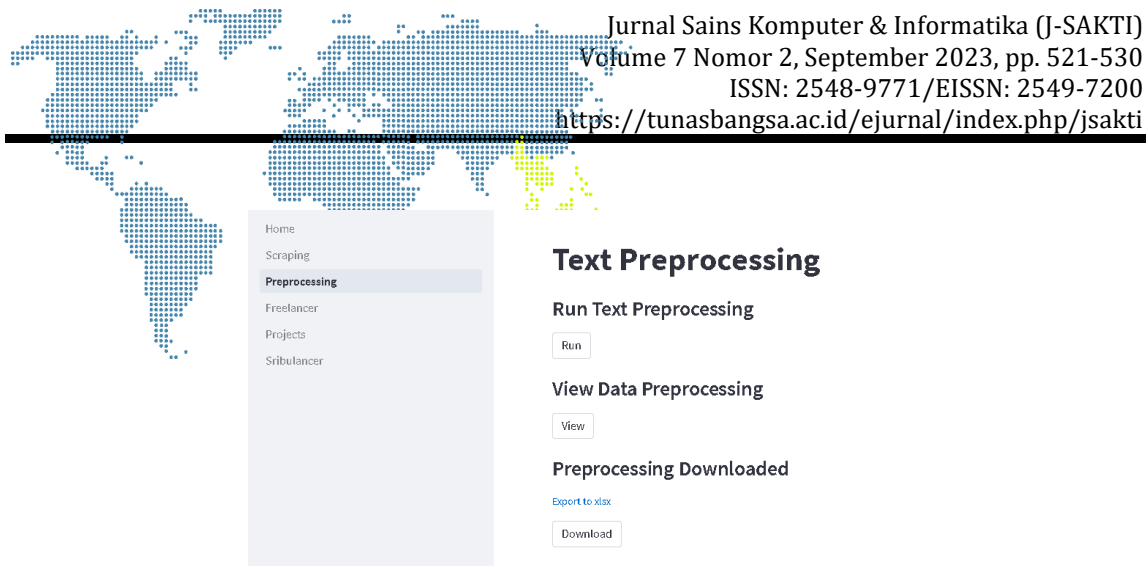 Jurnal Sains Komputer & Informatika (J-SAKTI)
Volume 7 Nomor 2, September 2023, pp. 521-530
ISSN: 2548-9771/EISSN: 2549-7200
https://tunasbangsa.ac.id/ejurnal/index.php/jsakti
Home
Scraping
Preprocessing
Freelancer
Projects
Sribulancer
Text Preprocessing
Run Text Preprocessing
Run
View Data Preprocessing
View
Preprocessing Downloaded
Export to xlsx
Download